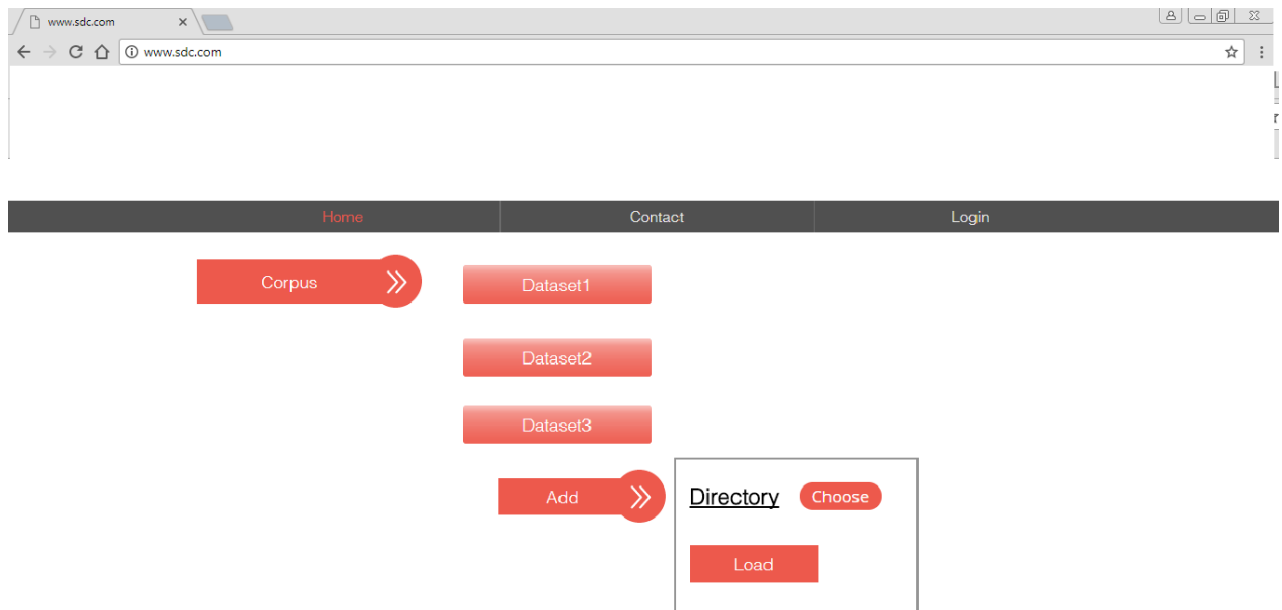 www.sdc.com
www.sdc.com
Home Contact Login
Corpus
Dataset1
Dataset2
Dataset3
Add
Directory Choose
Load